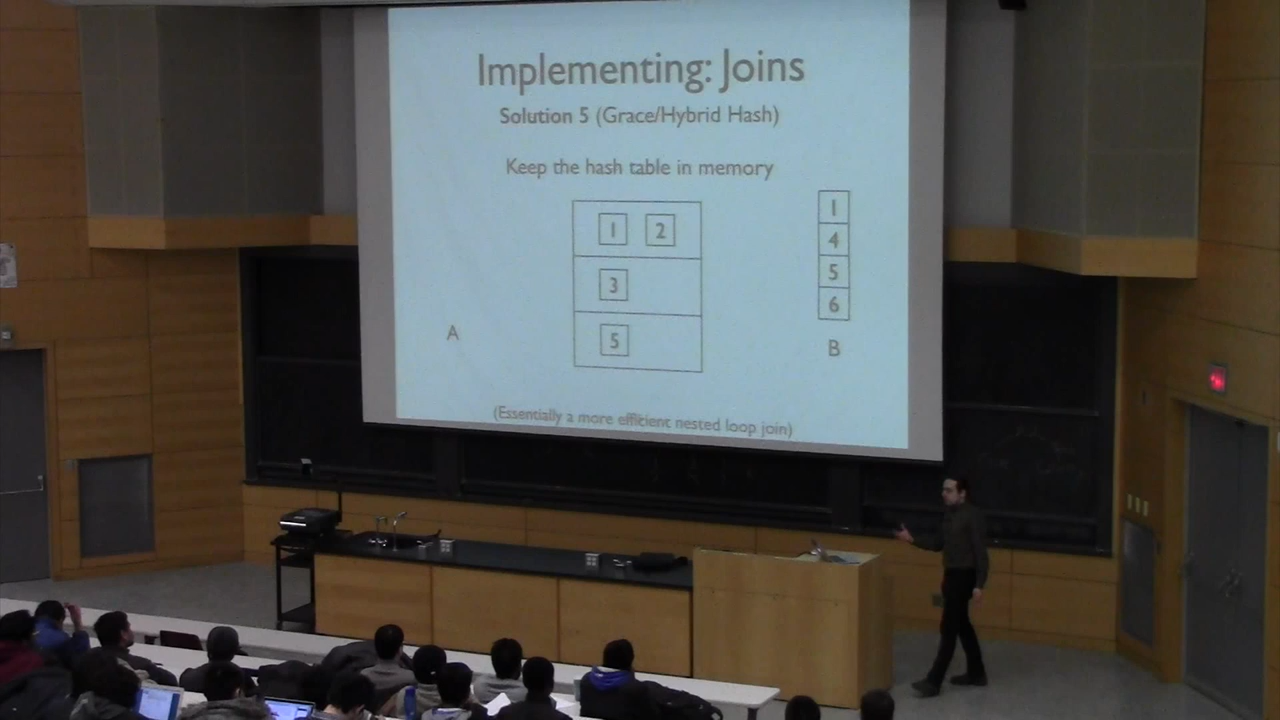 Implementing: Joins
Solution 5 (Grace/Hybrid Hash)
Keep the hash table in memory
1 2
3
5
1
4
5
6
A
B
(Essentially a more efficient nested loop join)